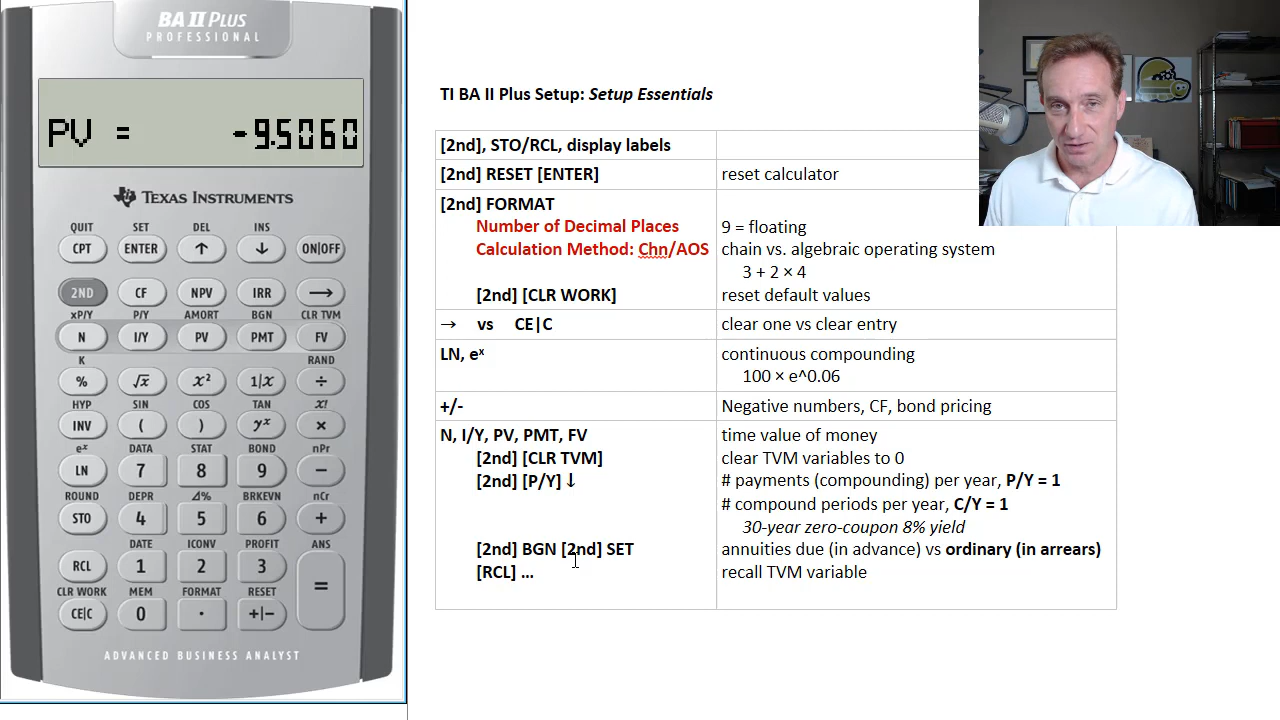 BA II PLUS
PROFESSIONAL
PV = -9.5060
TEXAS INSTRUMENTS
QUIT SET DEL INS
CPT ENTER ↑ ↓ ON|OFF
2ND CF NPV IRR →
xP/Y P/Y AMORT BGN CLR TVM
N I/Y PV PMT FV
K RAND
% √x x² 1/x ÷
HYP SIN COS TAN x!
INV ( ) yˣ ×
eˣ DATA STAT BOND nPr
LN 7 8 9 −
ROUND DEPR Δ% BRKEVN nCr
STO 4 5 6 +
DATE ICONV PROFIT ANS
RCL 1 2 3 =
CLR WORK MEM FORMAT RESET
CE|C 0 . +|−
ADVANCED BUSINESS ANALYST
TI BA II Plus Setup: Setup Essentials
[2nd], STO/RCL, display labels
[2nd] RESET [ENTER] reset calculator
[2nd] FORMAT
Number of Decimal Places 9 = floating
Calculation Method: Chn/AOS chain vs. algebraic operating system
3 + 2 × 4
[2nd] [CLR WORK] reset default values
→ vs CE|C clear one vs clear entry
LN, eˣ continuous compounding
100 × e^0.06
+/- Negative numbers, CF, bond pricing
N, I/Y, PV, PMT, FV time value of money
[2nd] [CLR TVM] clear TVM variables to 0
[2nd] [P/Y] ↓ # payments (compounding) per year, P/Y = 1
# compound periods per year, C/Y = 1
30-year zero-coupon 8% yield
[2nd] BGN [2nd] SET annuities due (in advance) vs ordinary (in arrears)
[RCL] ... recall TVM variable